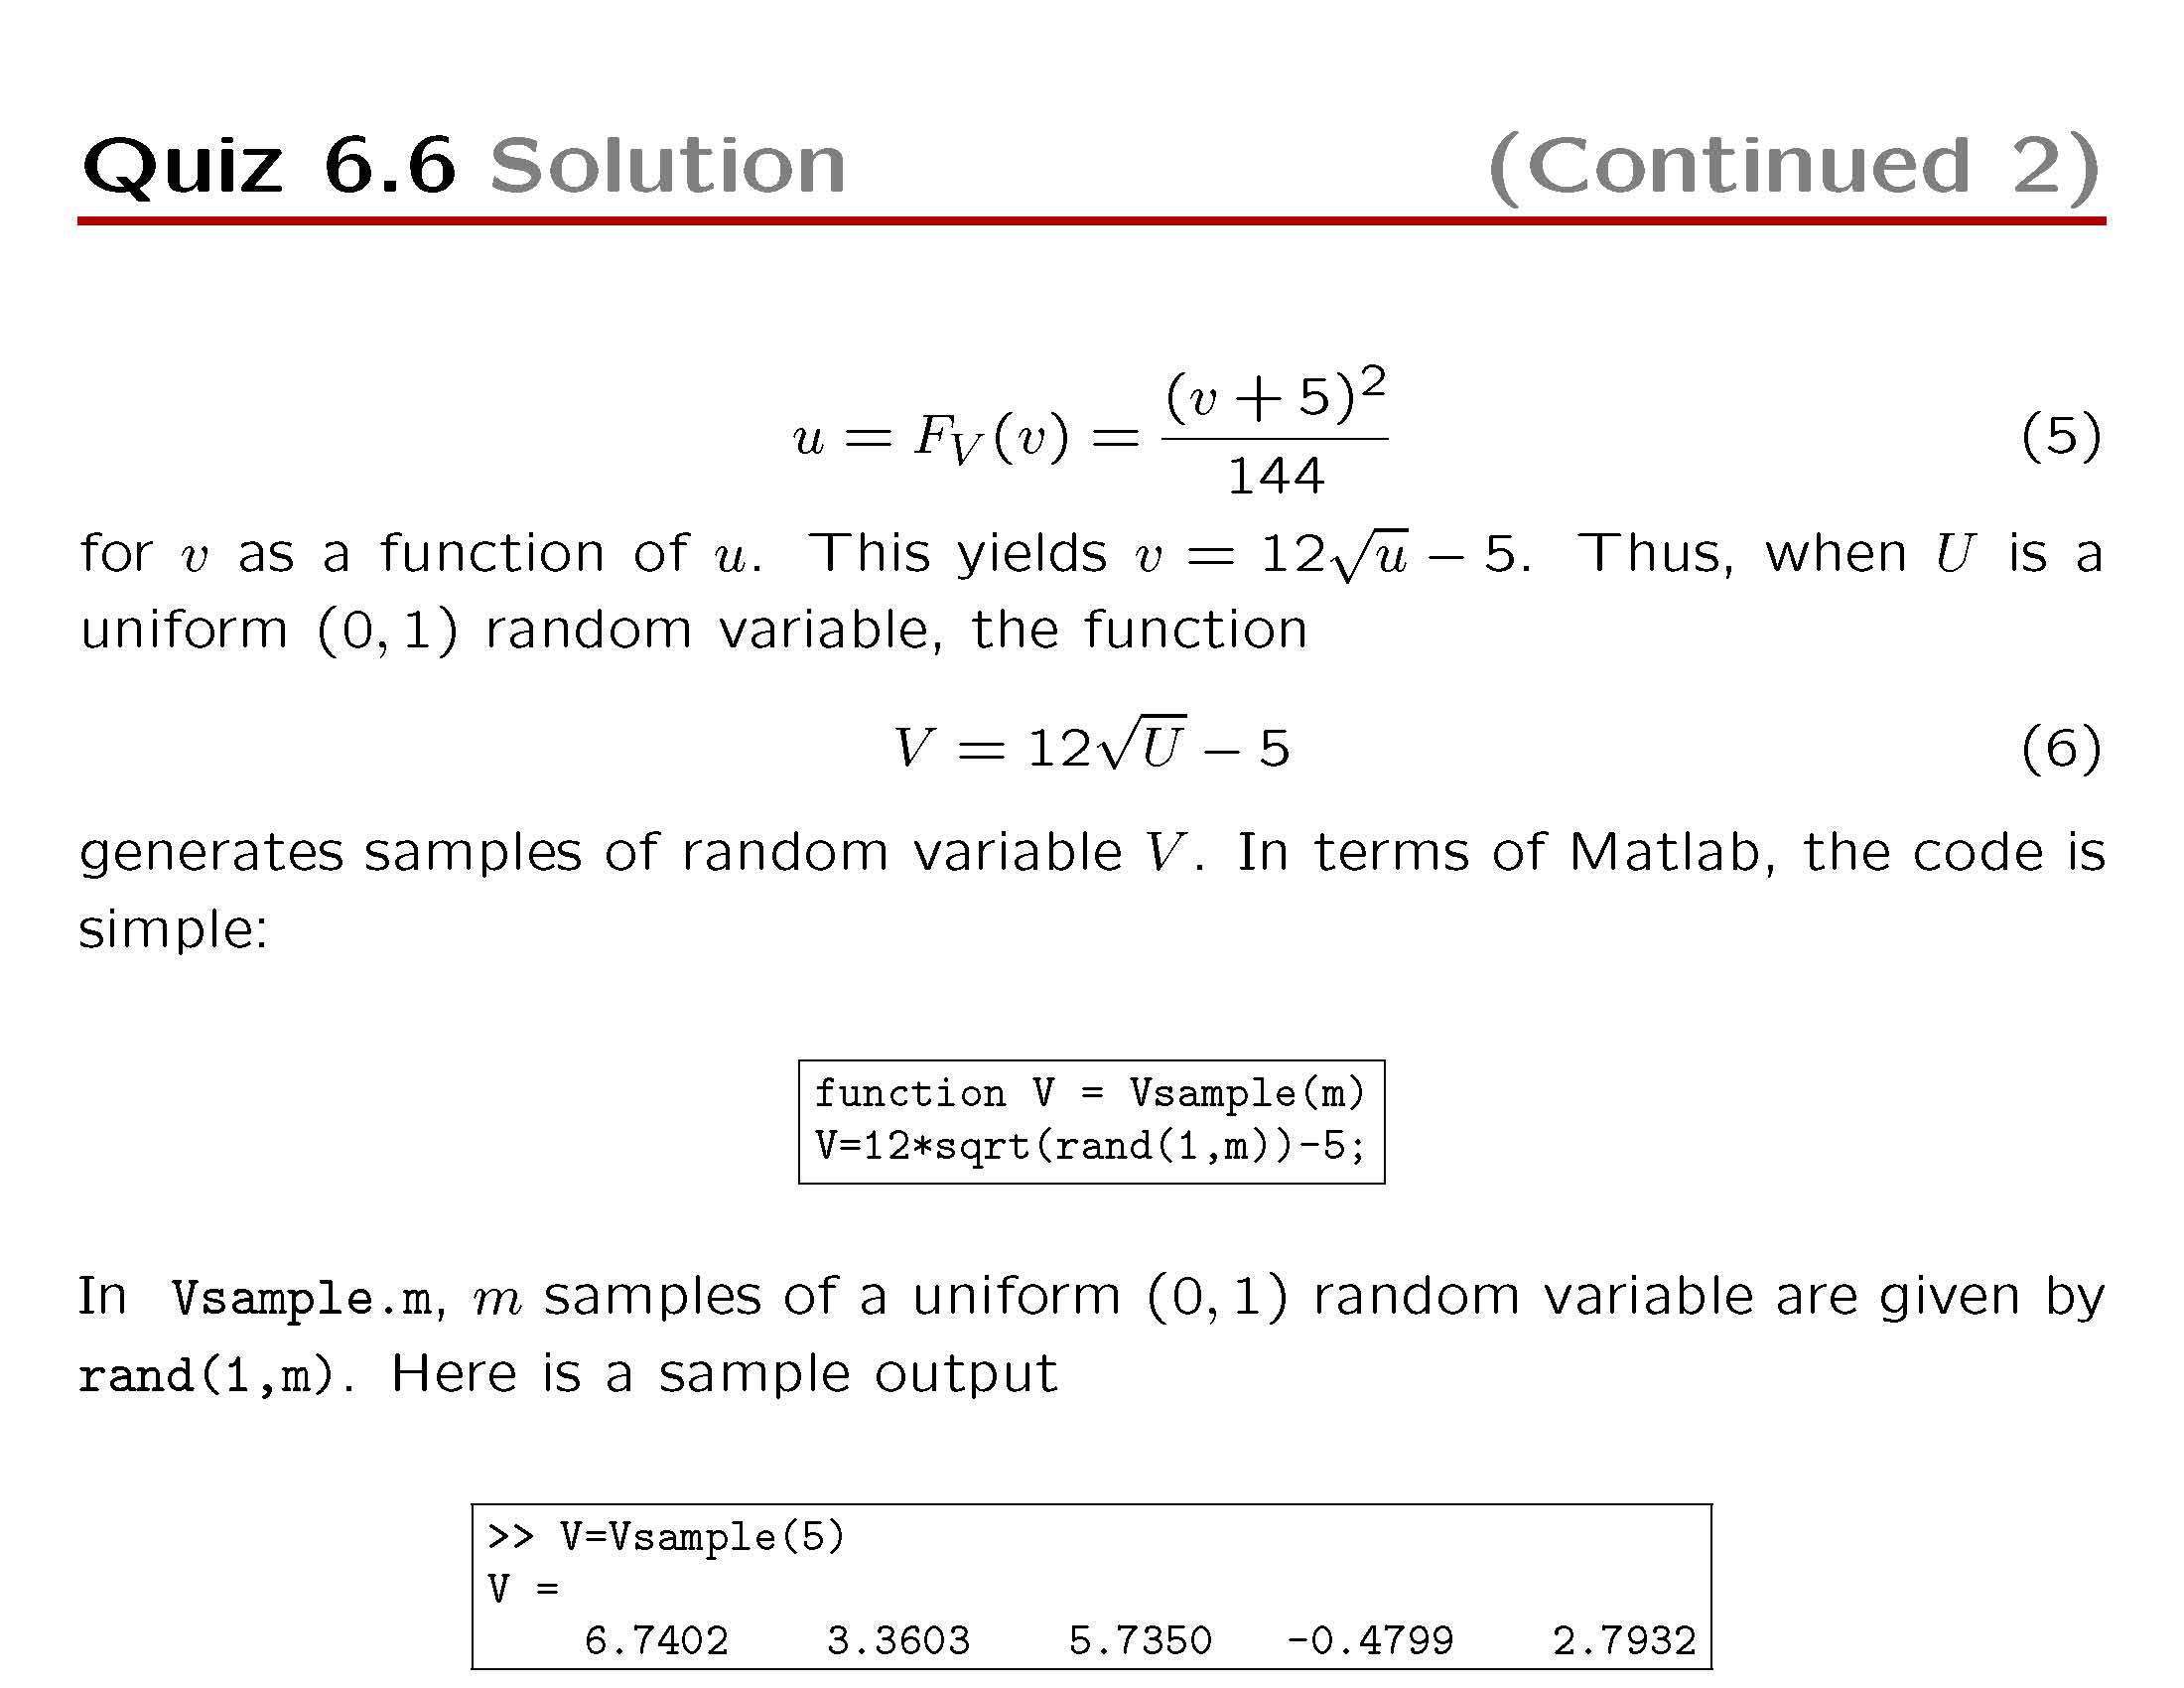 Quiz 6.6 Solution (Continued 2)
u = F_V(v) = (v + 5)^2 / 144 (5)
for v as a function of u. This yields v = 12√u − 5. Thus, when U is a
uniform (0, 1) random variable, the function
V = 12√U − 5 (6)
generates samples of random variable V. In terms of Matlab, the code is
simple:
function V = Vsample(m)
V=12*sqrt(rand(1,m))-5;
In Vsample.m, m samples of a uniform (0, 1) random variable are given by
rand(1,m). Here is a sample output
>> V=Vsample(5)
V =
6.7402 3.3603 5.7350 -0.4799 2.7932